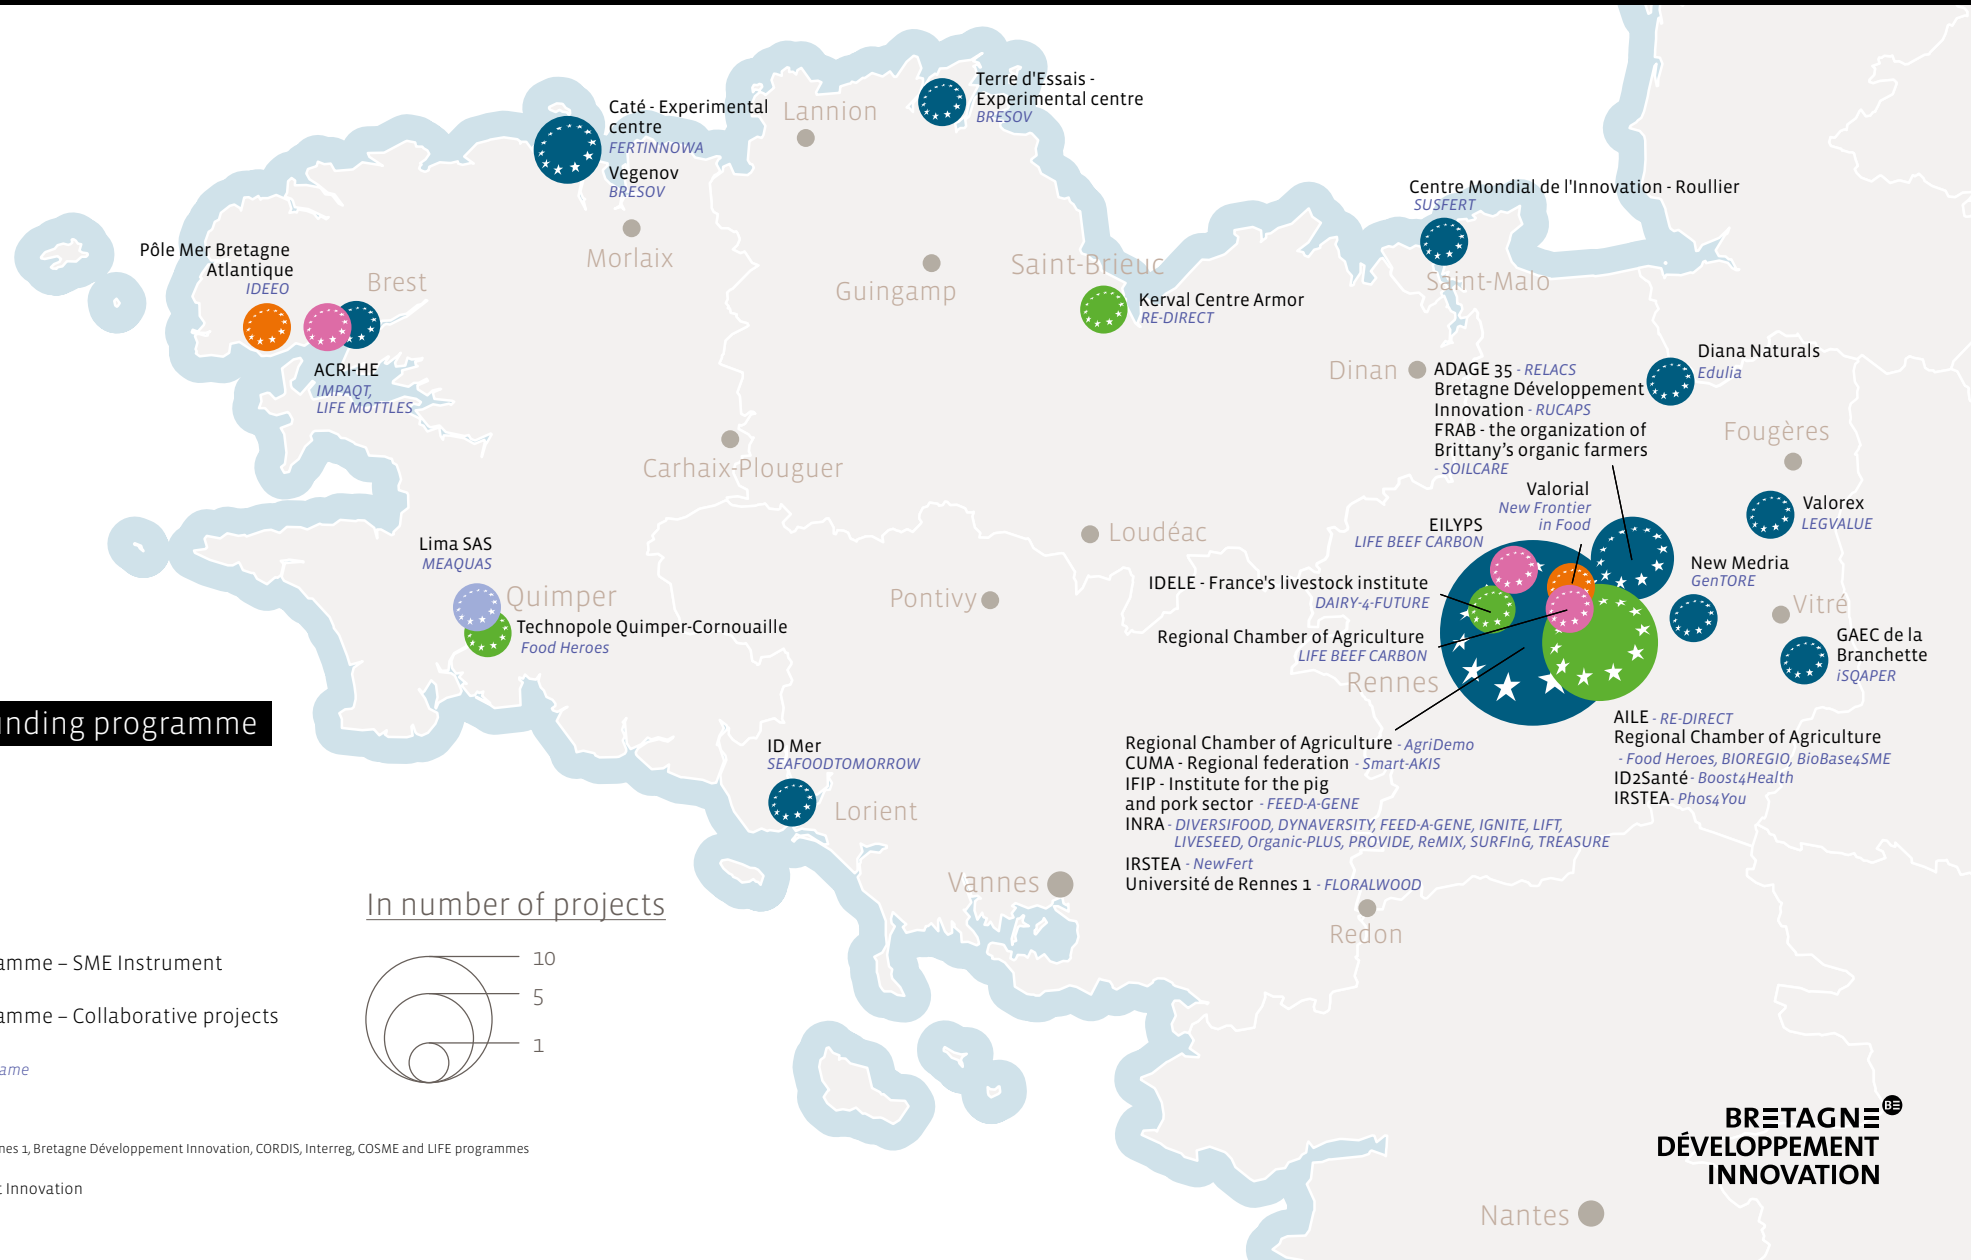 Terre d'Essais -
Experimental centre
BRESOV
Caté - Experimental
centre
FERTINNOWA
Vegenov
BRESOV
Lannion
Centre Mondial de l'Innovation - Roullier
SUSFERT
Saint-Malo
Pôle Mer Bretagne
Atlantique
IDEEO
Brest
Morlaix
Guingamp
Saint-Brieuc
Kerval Centre Armor
RE-DIRECT
ACRI-HE
IMPAQT,
LIFE MOTTLES
Dinan
ADAGE 35 - RELACS
Bretagne Développement
Innovation - RUCAPS
FRAB - the organization of
Brittany's organic farmers
- SOILCARE
Diana Naturals
Edulia
Fougères
Carhaix-Plouguer
Valorial
New Frontier
in Food
EILYPS
LIFE BEEF CARBON
Valorex
LEGVALUE
Loudéac
Lima SAS
MEAQUAS
Quimper
Technopole Quimper-Cornouaille
Food Heroes
Pontivy
IDELE - France's livestock institute
DAIRY-4-FUTURE
Regional Chamber of Agriculture
LIFE BEEF CARBON
Rennes
New Medria
GenTORE
Vitré
GAEC de la
Branchette
iSQAPER
unding programme
ID Mer
SEAFOODTOMORROW
Lorient
Regional Chamber of Agriculture - AgriDemo
CUMA - Regional federation - Smart-AKIS
IFIP - Institute for the pig
and pork sector - FEED-A-GENE
INRA - DIVERSIFOOD, DYNAVERSITY, FEED-A-GENE, IGNITE, LIFT,
LIVESEED, Organic-PLUS, PROVIDE, ReMIX, SURFInG, TREASURE
IRSTEA - NewFert
Université de Rennes 1 - FLORALWOOD
AILE - RE-DIRECT
Regional Chamber of Agriculture
- Food Heroes, BIOREGIO, BioBase4SME
ID2Santé - Boost4Health
IRSTEA - Phos4You
Vannes
Redon
In number of projects
10
5
1
amme – SME Instrument
amme – Collaborative projects
ame
nes 1, Bretagne Développement Innovation, CORDIS, Interreg, COSME and LIFE programmes
t Innovation
Nantes
BRETAGNE
DÉVELOPPEMENT
INNOVATION